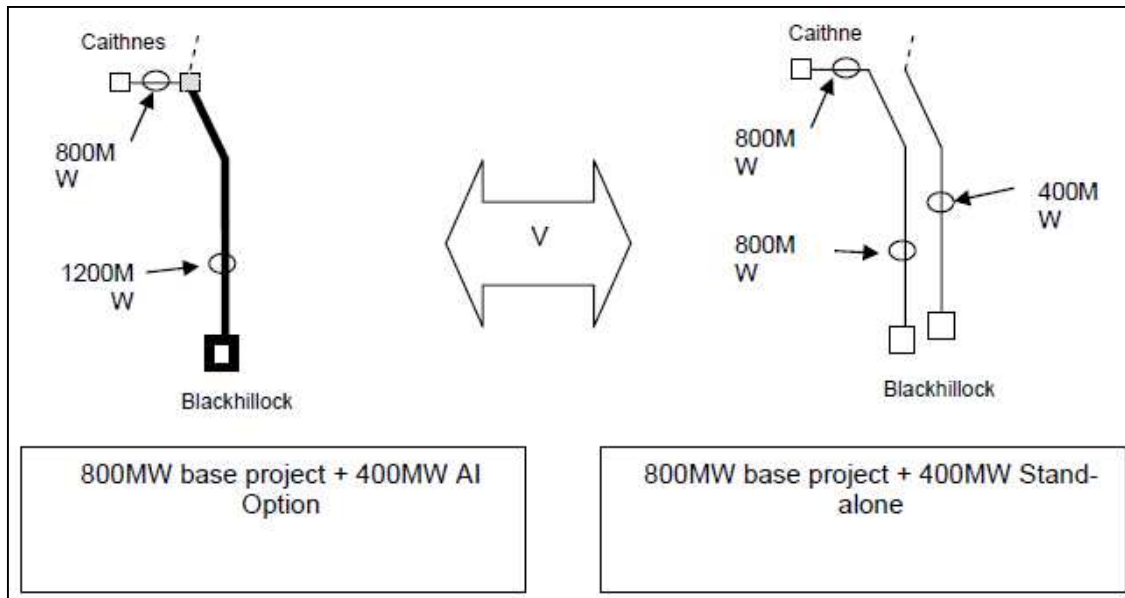 Caithnes
800M
W
1200M
W
Blackhillock
V
Caithne
800M
W
400M
W
800M
W
Blackhillock
800MW base project + 400MW AI
Option
800MW base project + 400MW Stand-
alone